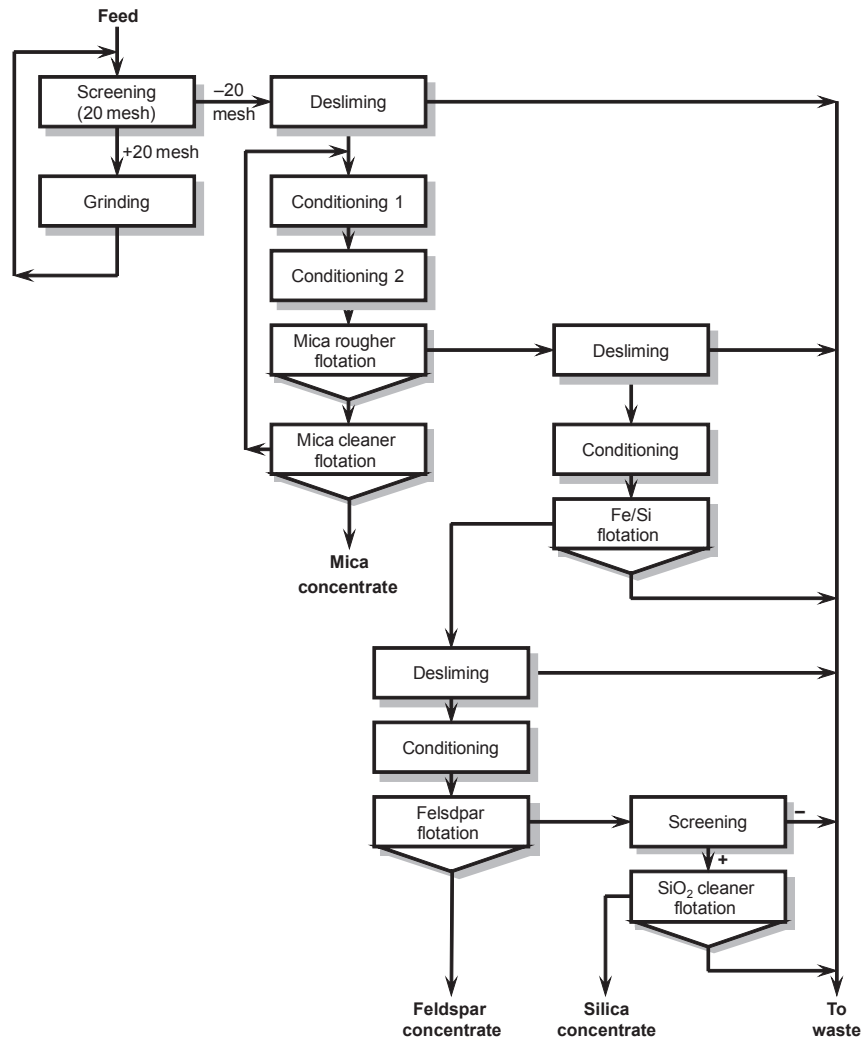 Feed
Screening
(20 mesh)
–20
mesh
Desliming
+20 mesh
Grinding
Conditioning 1
Conditioning 2
Mica rougher
flotation
Desliming
Mica cleaner
flotation
Conditioning
Fe/Si
flotation
Mica
concentrate
Desliming
Conditioning
Felsdpar
flotation
Screening
–
+
SiO₂ cleaner
flotation
Feldspar
concentrate
Silica
concentrate
To
waste